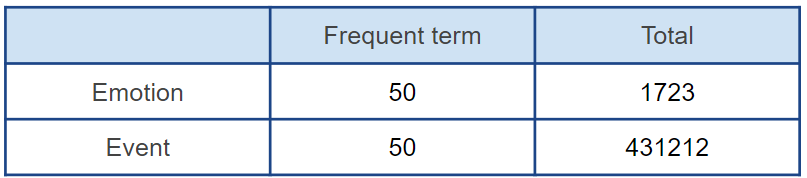 Frequent term Total
Emotion 50 1723
Event 50 431212